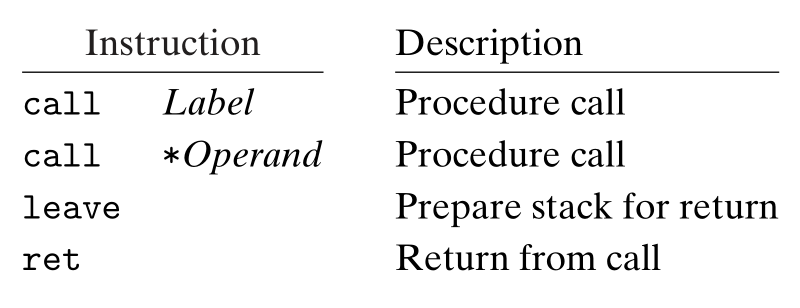 Instruction Description
call Label Procedure call
call *Operand Procedure call
leave Prepare stack for return
ret Return from call